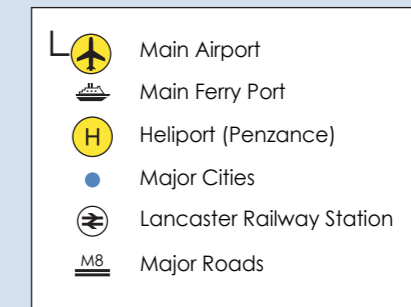 Main Airport
Main Ferry Port
H Heliport (Penzance)
Major Cities
Lancaster Railway Station
M8 Major Roads